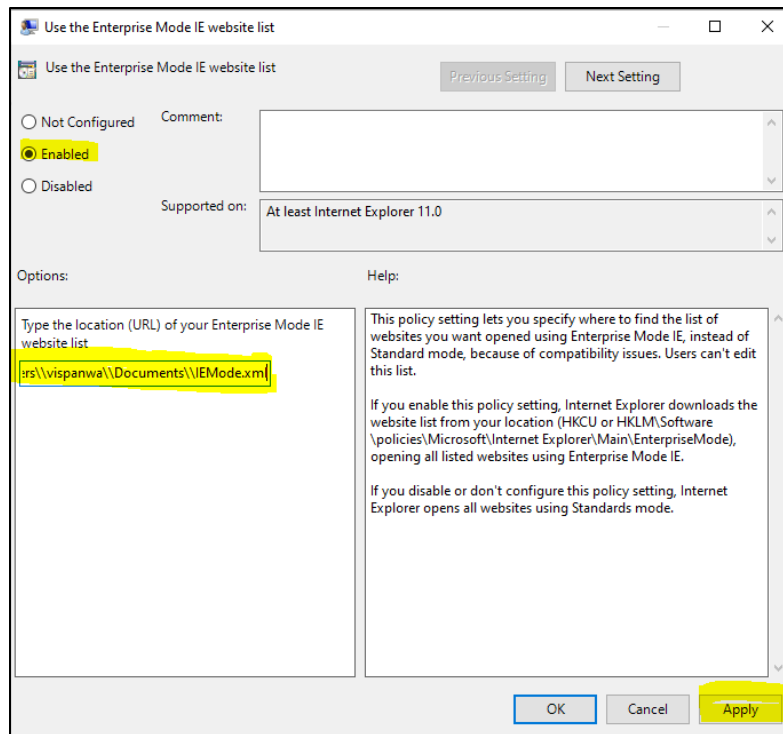 Use the Enterprise Mode IE website list
Use the Enterprise Mode IE website list
Previous Setting
Next Setting
Not Configured
Comment:
Enabled
Disabled
Supported on:
At least Internet Explorer 11.0
Options:
Help:
Type the location (URL) of your Enterprise Mode IE
website list
ers\\vispanwa\\Documents\\IEMode.xml
This policy setting lets you specify where to find the list of
websites you want opened using Enterprise Mode IE, instead of
Standard mode, because of compatibility issues. Users can't edit
this list.
If you enable this policy setting, Internet Explorer downloads the
website list from your location (HKCU or HKLM\Software
\policies\Microsoft\Internet Explorer\Main\EnterpriseMode),
opening all listed websites using Enterprise Mode IE.
If you disable or don't configure this policy setting, Internet
Explorer opens all websites using Standards mode.
OK
Cancel
Apply